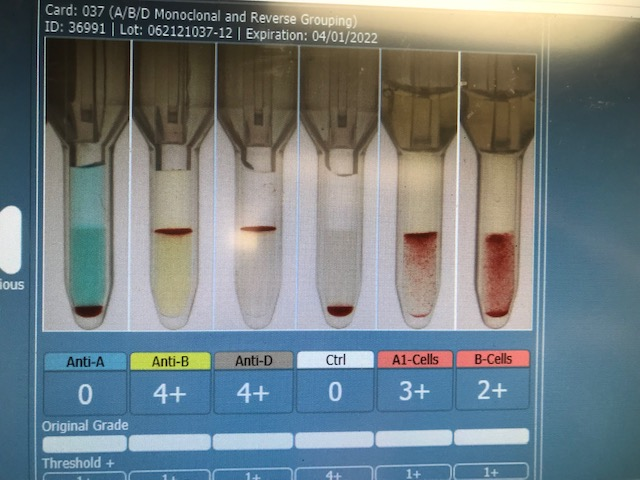 Card: 037 (A/B/D Monoclonal and Reverse Grouping)
ID: 36991 | Lot: 062121037-12 | Expiration: 04/01/2022
ious
Anti-A Anti-B Anti-D Ctrl A1-Cells B-Cells
0 4+ 4+ 0 3+ 2+
Original Grade
Threshold +
1+ 1+ 1+ 4+ 1+ 1+